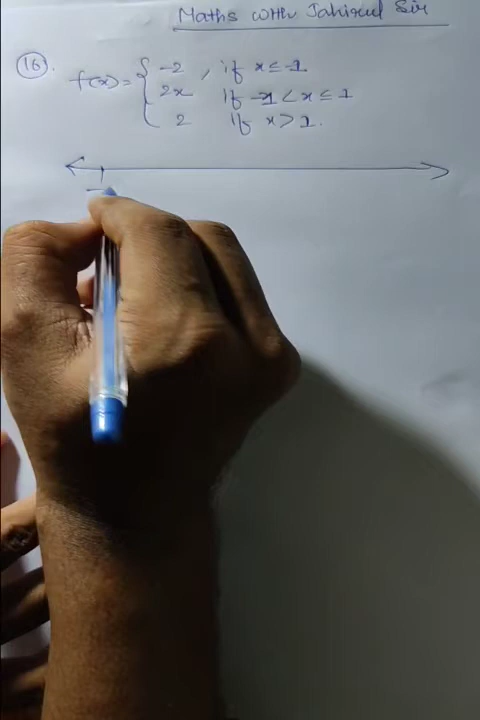 Maths with Jahirul Sir
16. f(x) = { -2 , if x ≤ -1
2x if -1 < x ≤ 1
2 if x > 1.